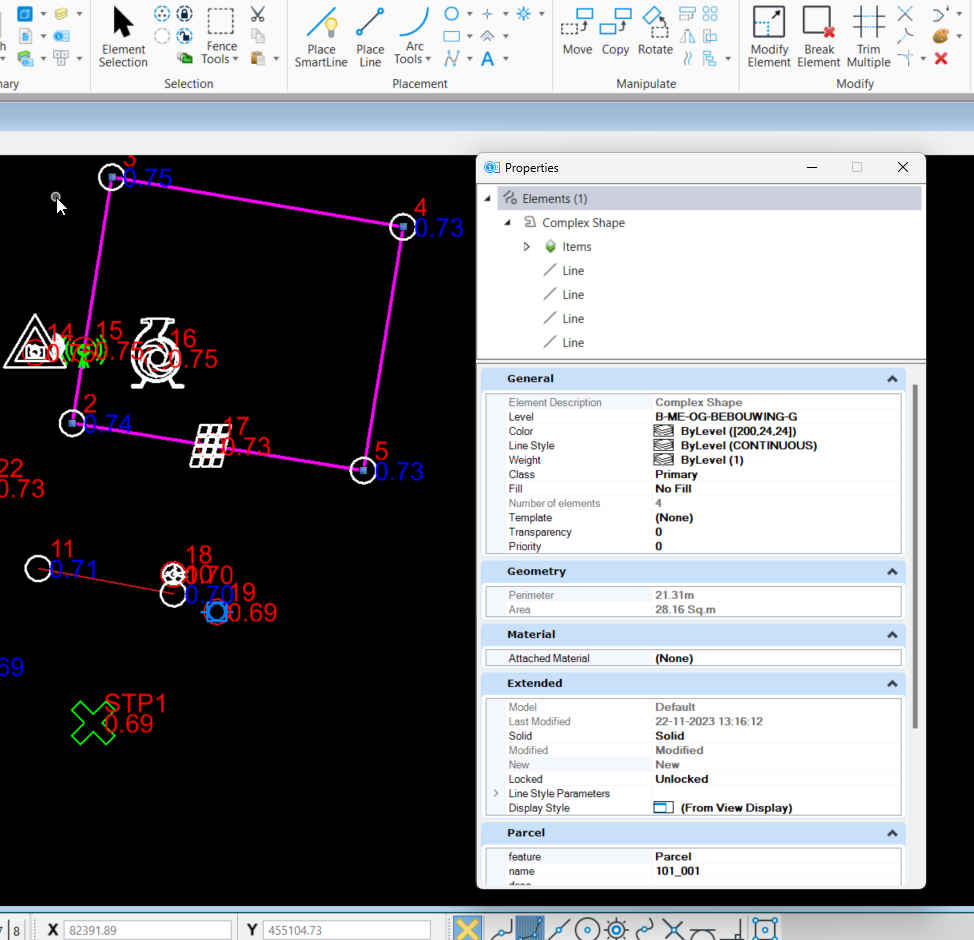 Element
Selection
Fence
Tools
Selection
Place
SmartLine
Place
Line
Arc
Tools
Placement
Move
Copy
Rotate
Manipulate
Modify
Element
Break
Element
Trim
Multiple
Modify
3
0.75
4
0.73
14
15
0.75
16
0.75
2
0.74
17
0.73
5
0.73
22
0.73
11
0.71
18
0.70
0.70
19
0.69
69
STP1
0.69
Properties
Elements (1)
Complex Shape
Items
Line
Line
Line
Line
General
Element Description Complex Shape
Level B-ME-OG-BEBOUWING-G
Color ByLevel ([200,24,24])
Line Style ByLevel (CONTINUOUS)
Weight ByLevel (1)
Class Primary
Fill No Fill
Number of elements 4
Template (None)
Transparency 0
Priority 0
Geometry
Perimeter 21.31m
Area 28.16 Sq.m
Material
Attached Material (None)
Extended
Model Default
Last Modified 22-11-2023 13:16:12
Solid Solid
Modified Modified
New New
Locked Unlocked
Line Style Parameters
Display Style (From View Display)
Parcel
feature Parcel
name 101_001
8 X 82391.89 Y 455104.73